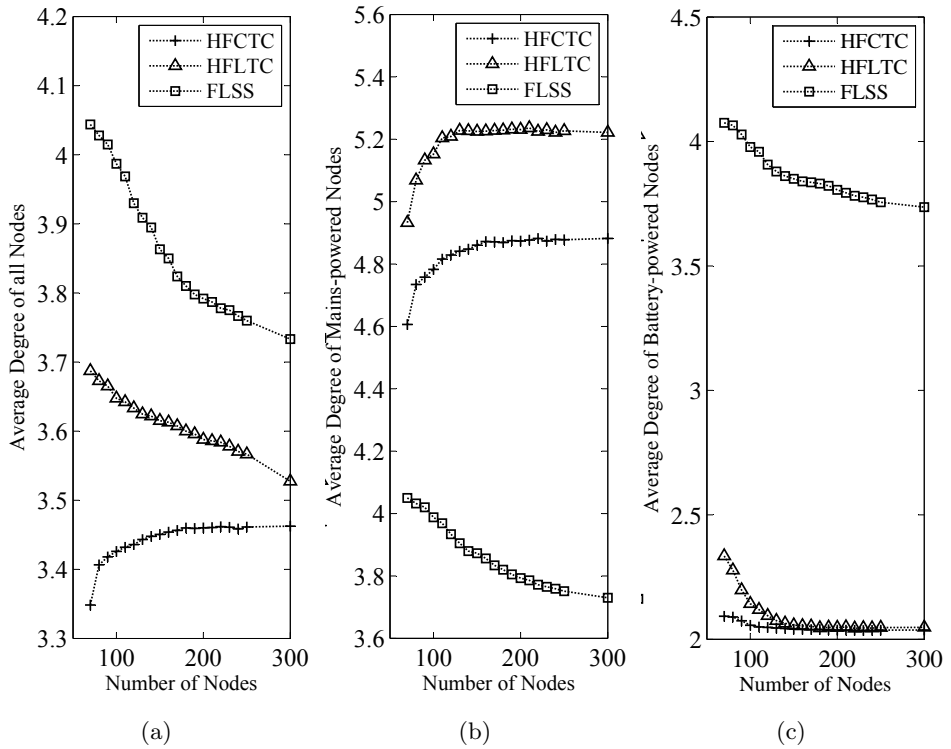 4.2
4.1
4
3.9
3.8
3.7
3.6
3.5
3.4
3.3
100
200
300
Average Degree of all Nodes
Number of Nodes
HFCTC
HFLTC
FLSS
(a)
5.6
5.4
5.2
5
4.8
4.6
4.4
4.2
4
3.8
3.6
100
200
300
Average Degree of Mains-powered Nodes
Number of Nodes
HFCTC
HFLTC
FLSS
(b)
4.5
4
3.5
3
2.5
2
100
200
300
Average Degree of Battery-powered Nodes
Number of Nodes
HFCTC
HFLTC
FLSS
(c)